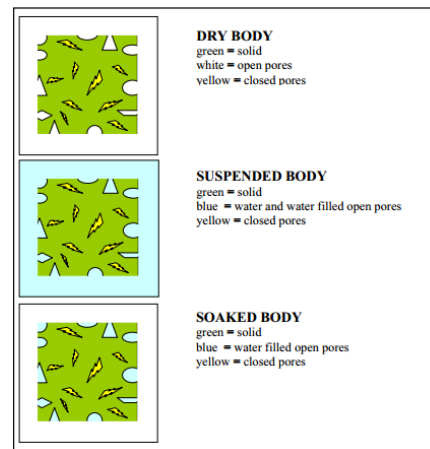 DRY BODY
green = solid
white = open pores
yellow = closed pores
SUSPENDED BODY
green = solid
blue = water and water filled open pores
yellow = closed pores
SOAKED BODY
green = solid
blue = water filled open pores
yellow = closed pores